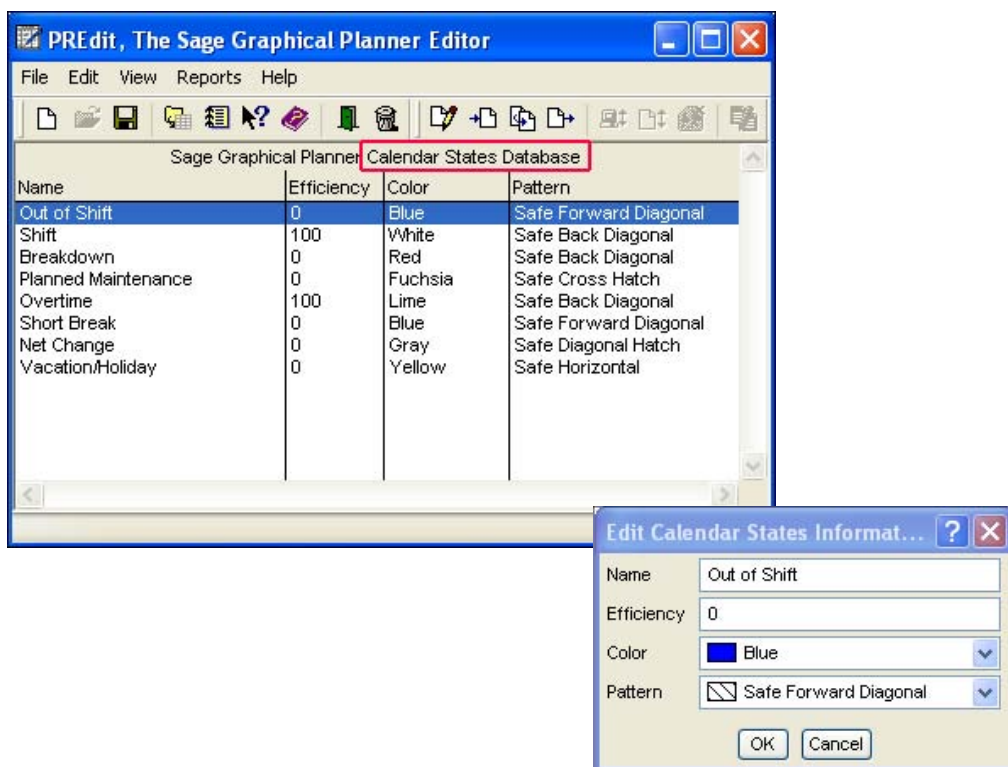 PREdit, The Sage Graphical Planner Editor
File Edit View Reports Help
Sage Graphical Planner Calendar States Database
Name Efficiency Color Pattern
Out of Shift 0 Blue Safe Forward Diagonal
Shift 100 White Safe Back Diagonal
Breakdown 0 Red Safe Back Diagonal
Planned Maintenance 0 Fuchsia Safe Cross Hatch
Overtime 100 Lime Safe Back Diagonal
Short Break 0 Blue Safe Forward Diagonal
Net Change 0 Gray Safe Diagonal Hatch
Vacation/Holiday 0 Yellow Safe Horizontal
Edit Calendar States Informat...
Name Out of Shift
Efficiency 0
Color Blue
Pattern Safe Forward Diagonal
OK Cancel